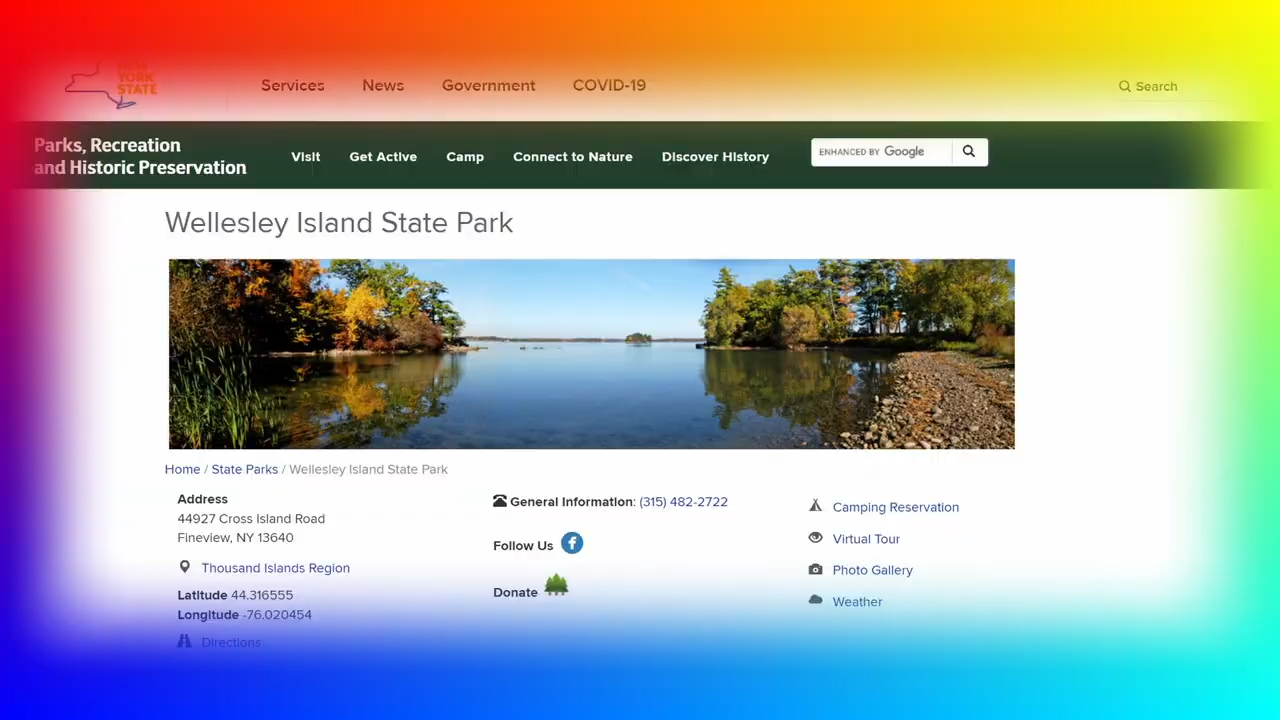 YORK
STATE
Services News Government COVID-19 Search
Parks, Recreation
and Historic Preservation
Visit Get Active Camp Connect to Nature Discover History ENHANCED BY Google
Wellesley Island State Park
Home / State Parks / Wellesley Island State Park
Address
44927 Cross Island Road
Fineview, NY 13640
Thousand Islands Region
Latitude 44.316555
Longitude -76.020454
Directions
General Information: (315) 482-2722
Follow Us
Donate
Camping Reservation
Virtual Tour
Photo Gallery
Weather